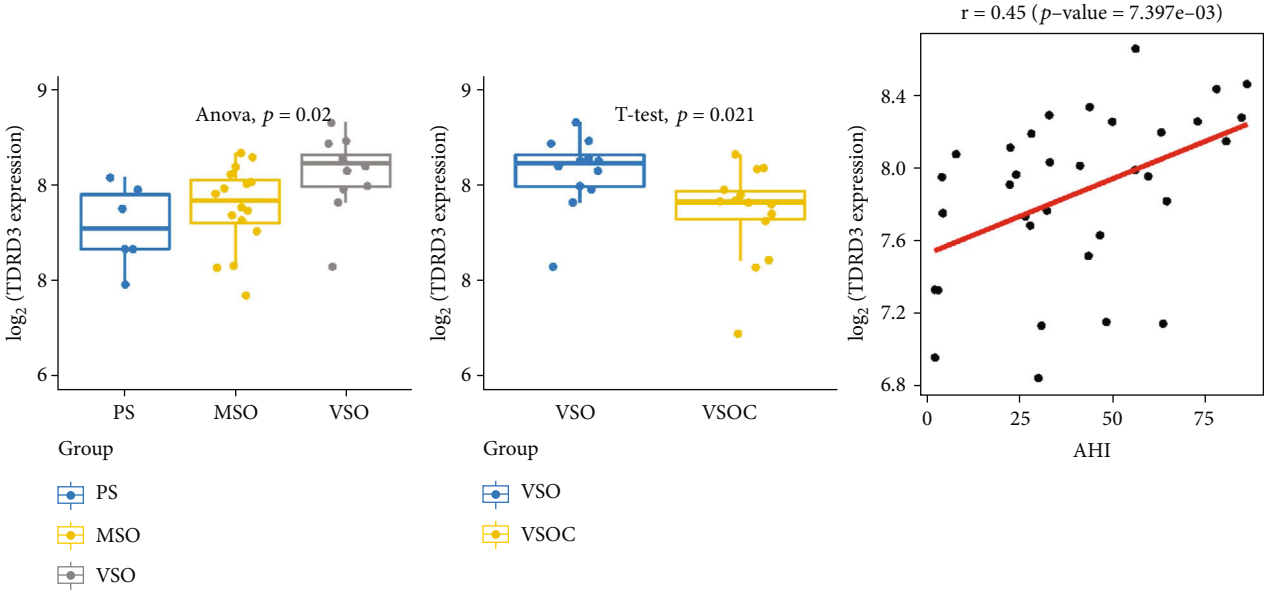 9
8
8
6
log2 (TDRD3 expression)
Anova, p = 0.02
PS
MSO
VSO
Group
PS
MSO
VSO
9
8
8
6
log2 (TDRD3 expression)
T-test, p = 0.021
VSO
VSOC
Group
VSO
VSOC
r = 0.45 (p–value = 7.397e–03)
8.4
8.0
7.6
7.2
6.8
log2 (TDRD3 expression)
0
25
50
75
AHI